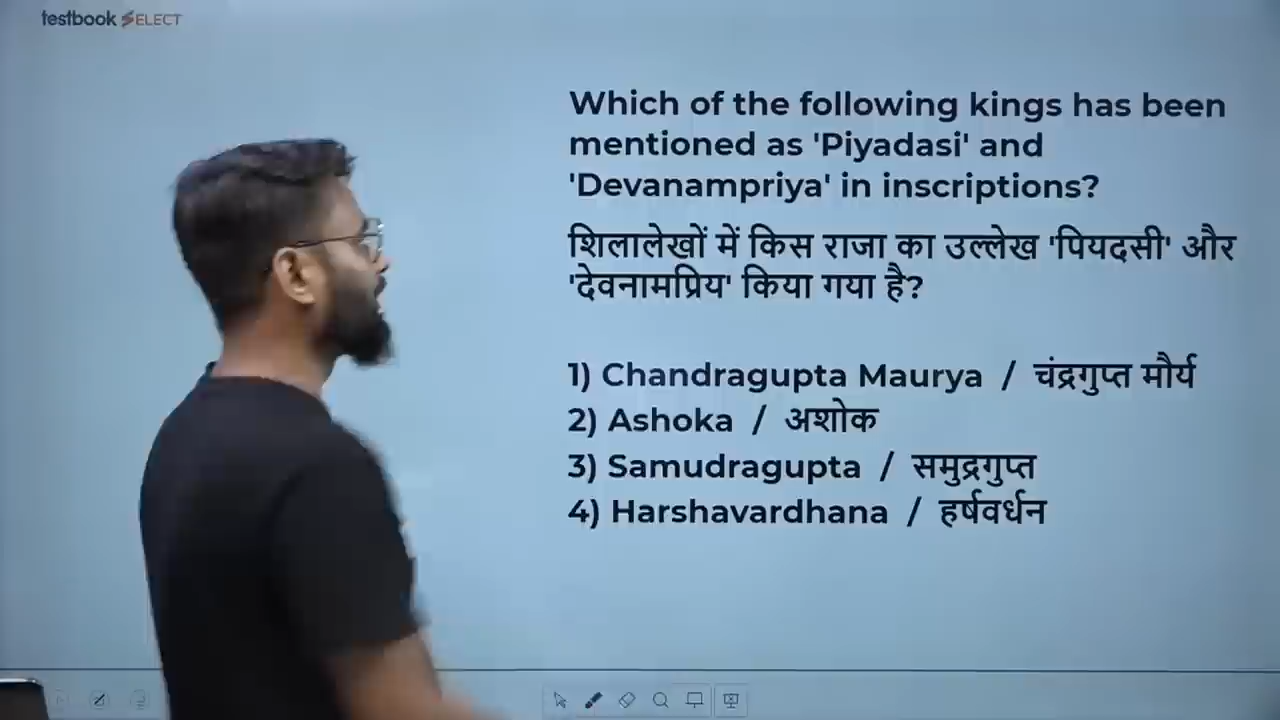 testbook SELECT
Which of the following kings has been
mentioned as 'Piyadasi' and
'Devanampriya' in inscriptions?
शिलालेखों में किस राजा का उल्लेख 'पियदसी' और
'देवनामप्रिय' किया गया है?
1) Chandragupta Maurya / चंद्रगुप्त मौर्य
2) Ashoka / अशोक
3) Samudragupta / समुद्रगुप्त
4) Harshavardhana / हर्षवर्धन